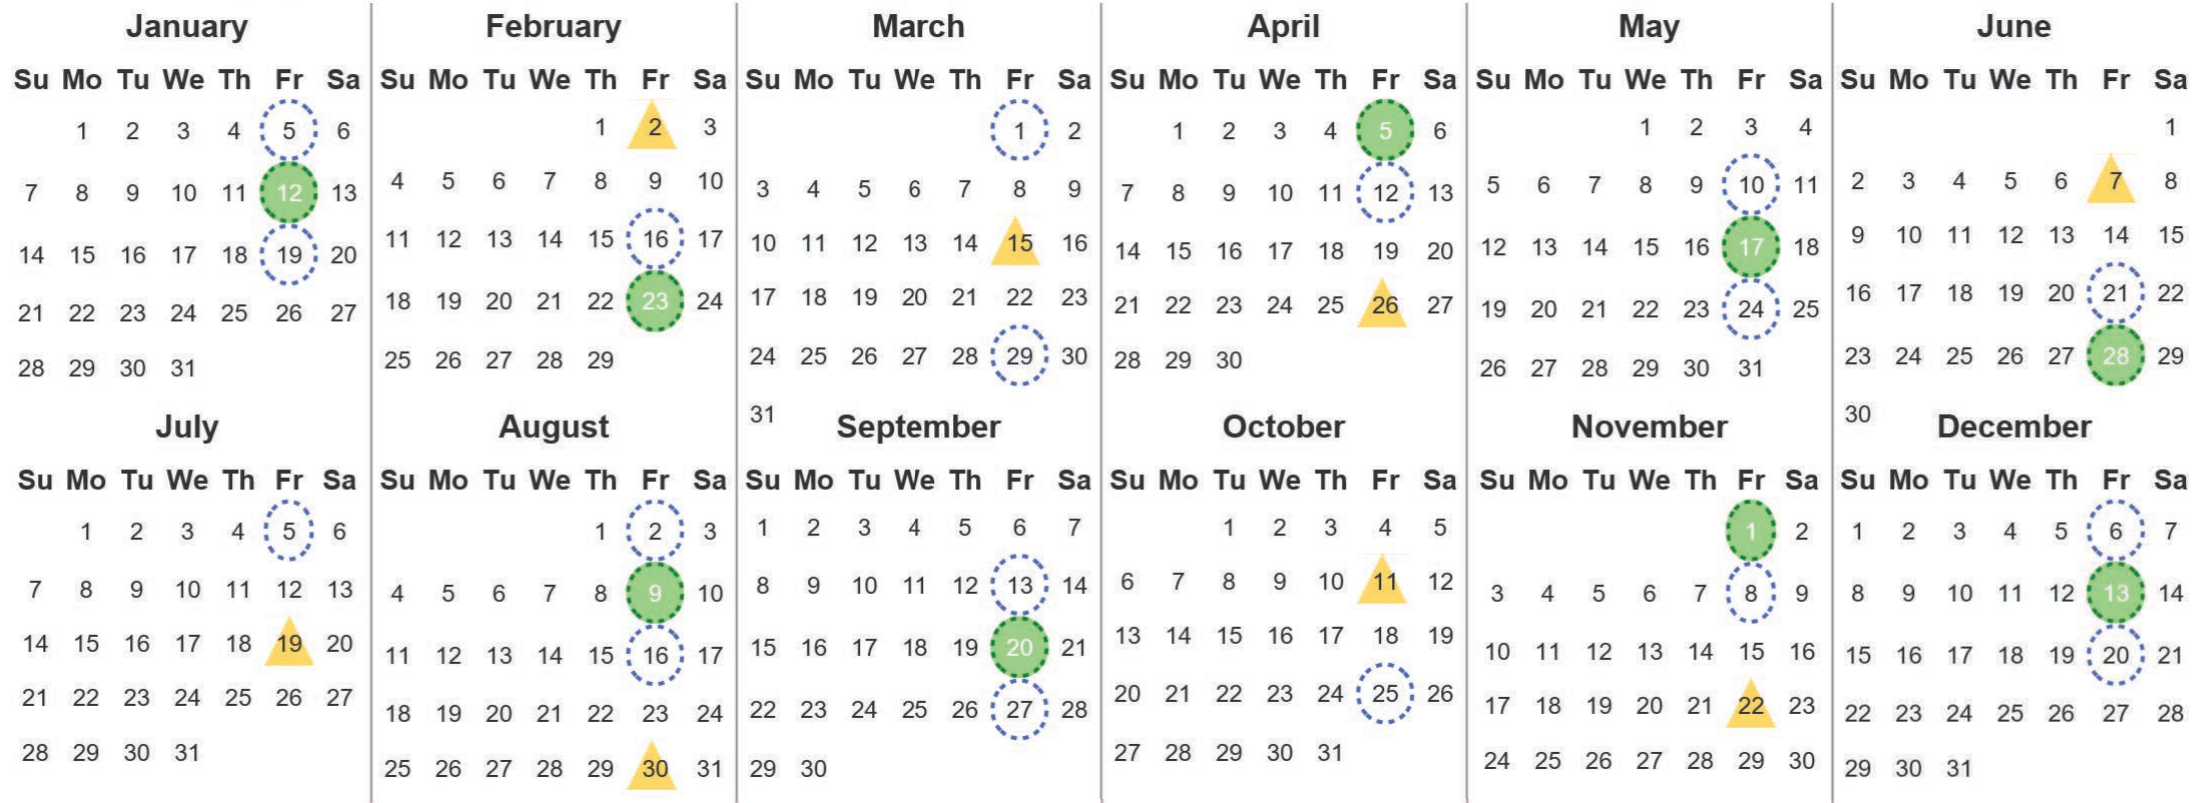 January
Su Mo Tu We Th Fr Sa
1 2 3 4 5 6
7 8 9 10 11 12 13
14 15 16 17 18 19 20
21 22 23 24 25 26 27
28 29 30 31
February
Su Mo Tu We Th Fr Sa
1 2 3
4 5 6 7 8 9 10
11 12 13 14 15 16 17
18 19 20 21 22 23 24
25 26 27 28 29
March
Su Mo Tu We Th Fr Sa
1 2
3 4 5 6 7 8 9
10 11 12 13 14 15 16
17 18 19 20 21 22 23
24 25 26 27 28 29 30
31
April
Su Mo Tu We Th Fr Sa
1 2 3 4 5 6
7 8 9 10 11 12 13
14 15 16 17 18 19 20
21 22 23 24 25 26 27
28 29 30
May
Su Mo Tu We Th Fr Sa
1 2 3 4
5 6 7 8 9 10 11
12 13 14 15 16 17 18
19 20 21 22 23 24 25
26 27 28 29 30 31
June
Su Mo Tu We Th Fr Sa
1
2 3 4 5 6 7 8
9 10 11 12 13 14 15
16 17 18 19 20 21 22
23 24 25 26 27 28 29
30
July
Su Mo Tu We Th Fr Sa
1 2 3 4 5 6
7 8 9 10 11 12 13
14 15 16 17 18 19 20
21 22 23 24 25 26 27
28 29 30 31
August
Su Mo Tu We Th Fr Sa
1 2 3
4 5 6 7 8 9 10
11 12 13 14 15 16 17
18 19 20 21 22 23 24
25 26 27 28 29 30 31
September
Su Mo Tu We Th Fr Sa
1 2 3 4 5 6 7
8 9 10 11 12 13 14
15 16 17 18 19 20 21
22 23 24 25 26 27 28
29 30
October
Su Mo Tu We Th Fr Sa
1 2 3 4 5
6 7 8 9 10 11 12
13 14 15 16 17 18 19
20 21 22 23 24 25 26
27 28 29 30 31
November
Su Mo Tu We Th Fr Sa
1 2
3 4 5 6 7 8 9
10 11 12 13 14 15 16
17 18 19 20 21 22 23
24 25 26 27 28 29 30
December
Su Mo Tu We Th Fr Sa
1 2 3 4 5 6 7
8 9 10 11 12 13 14
15 16 17 18 19 20 21
22 23 24 25 26 27 28
29 30 31